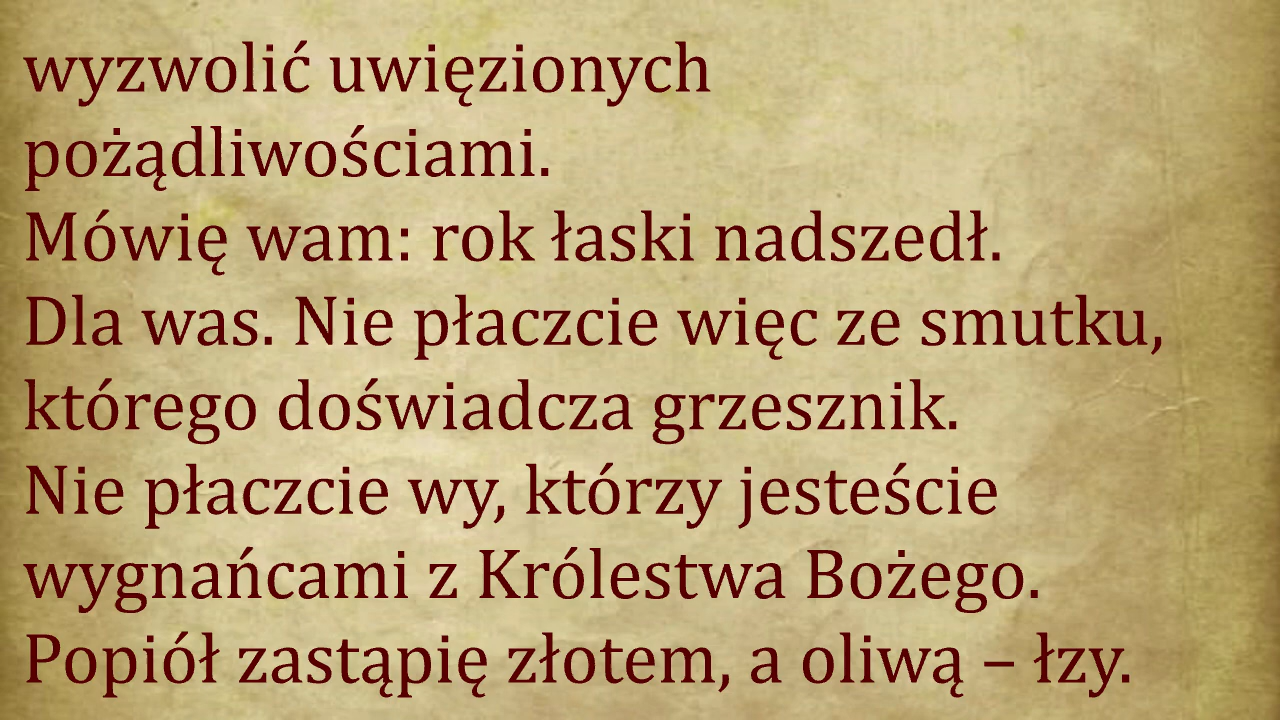 wyzwolić uwięzionych
pożądliwościami.
Mówię wam: rok łaski nadszedł.
Dla was. Nie płaczcie więc ze smutku,
którego doświadcza grzesznik.
Nie płaczcie wy, którzy jesteście
wygnańcami z Królestwa Bożego.
Popiół zastąpię złotem, a oliwą – łzy.